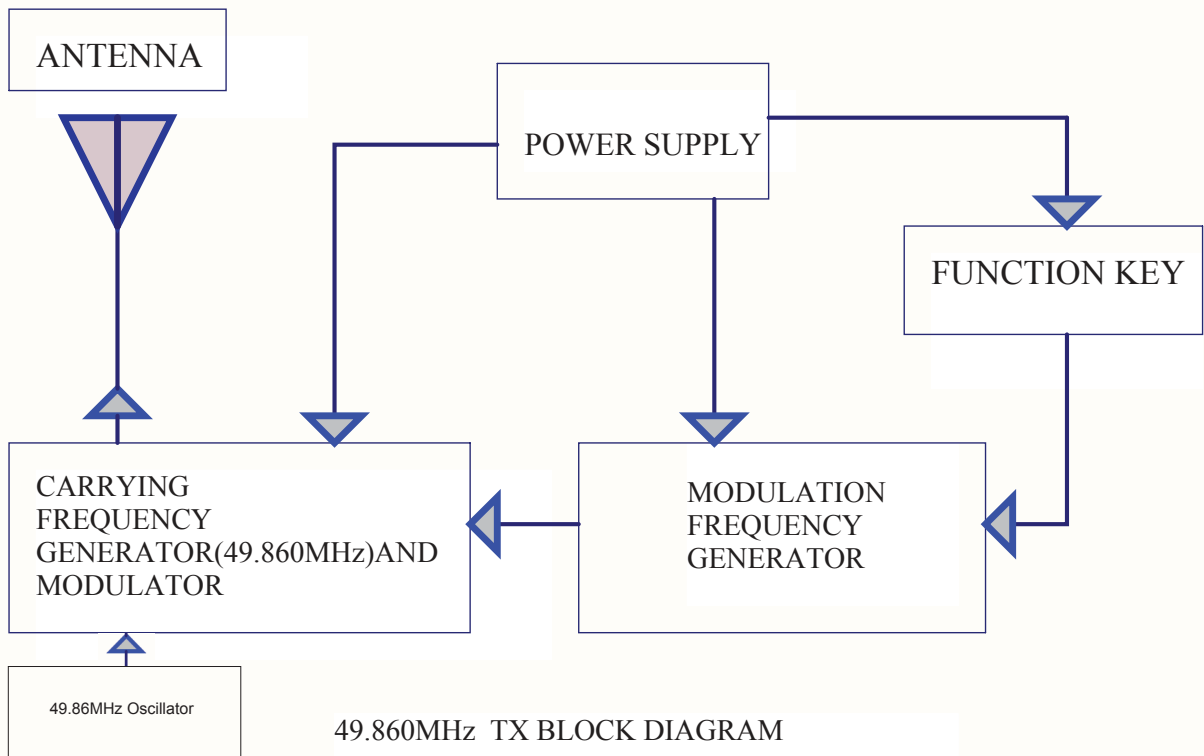 ANTENNA
POWER SUPPLY
FUNCTION KEY
CARRYING
FREQUENCY
GENERATOR(49.860MHz)AND
MODULATOR
MODULATION
FREQUENCY
GENERATOR
49.86MHz Oscillator
49.860MHz TX BLOCK DIAGRAM